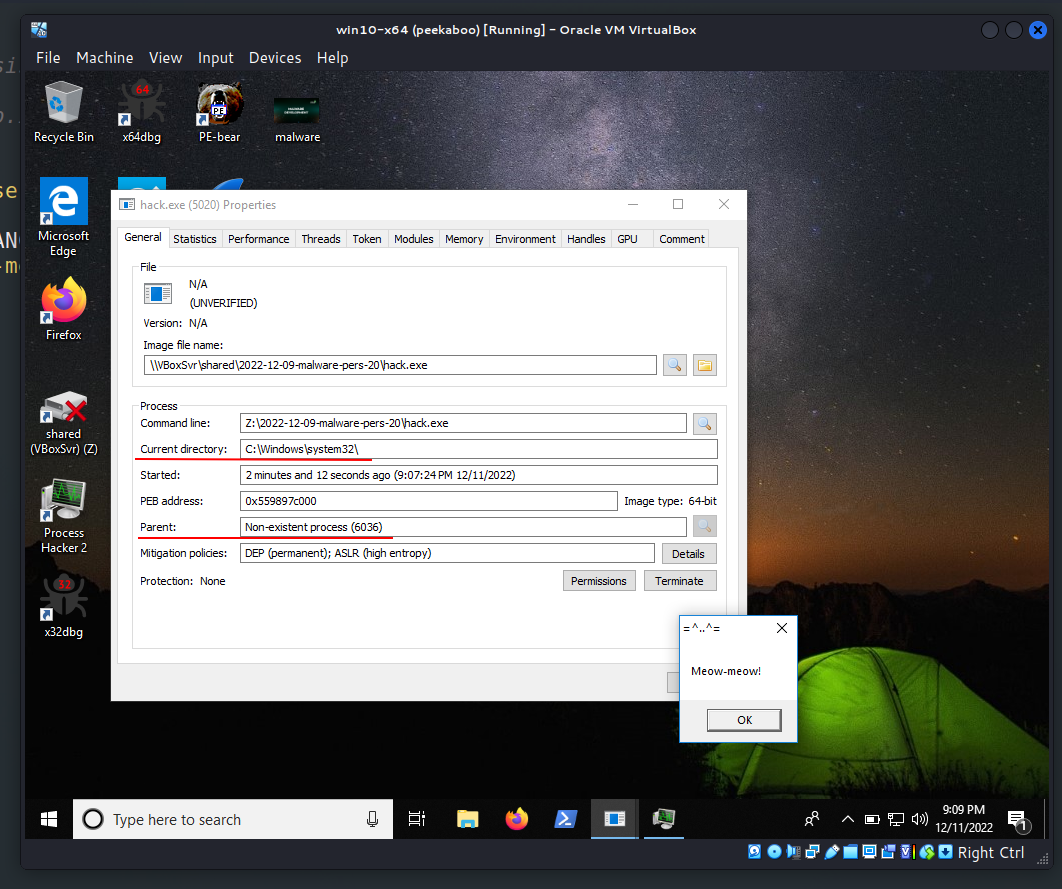 win10-x64 (peekaboo) [Running] - Oracle VM VirtualBox
File Machine View Input Devices Help
64
Recycle Bin
x64dbg
PE
PE-bear
malware
Microsoft
Edge
Firefox
shared
(VBoxSvr) (Z)
Process
Hacker 2
32
x32dbg
hack.exe (5020) Properties
General Statistics Performance Threads Token Modules Memory Environment Handles GPU Comment
File
N/A
(UNVERIFIED)
Version: N/A
Image file name:
\\VBoxSvr\shared\2022-12-09-malware-pers-20\hack.exe
Process
Command line: Z:\2022-12-09-malware-pers-20\hack.exe
Current directory: C:\Windows\system32\
Started: 2 minutes and 12 seconds ago (9:07:24 PM 12/11/2022)
PEB address: 0x559897c000 Image type: 64-bit
Parent: Non-existent process (6036)
Mitigation policies: DEP (permanent); ASLR (high entropy) Details
Protection: None Permissions Terminate
=^..^=
Meow-meow!
OK
Type here to search
9:09 PM
12/11/2022
1
Right Ctrl